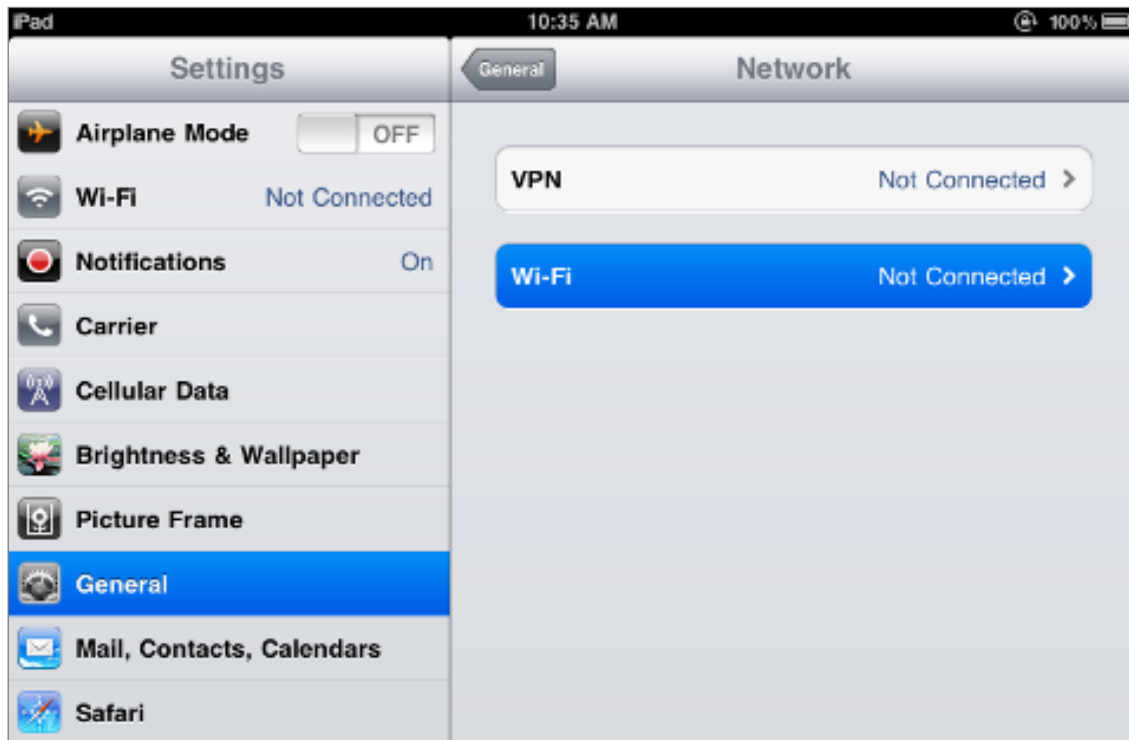 iPad 10:35 AM 100%
Settings
Airplane Mode OFF
Wi-Fi Not Connected
Notifications On
Carrier
Cellular Data
Brightness & Wallpaper
Picture Frame
General
Mail, Contacts, Calendars
Safari
General Network
VPN Not Connected
Wi-Fi Not Connected